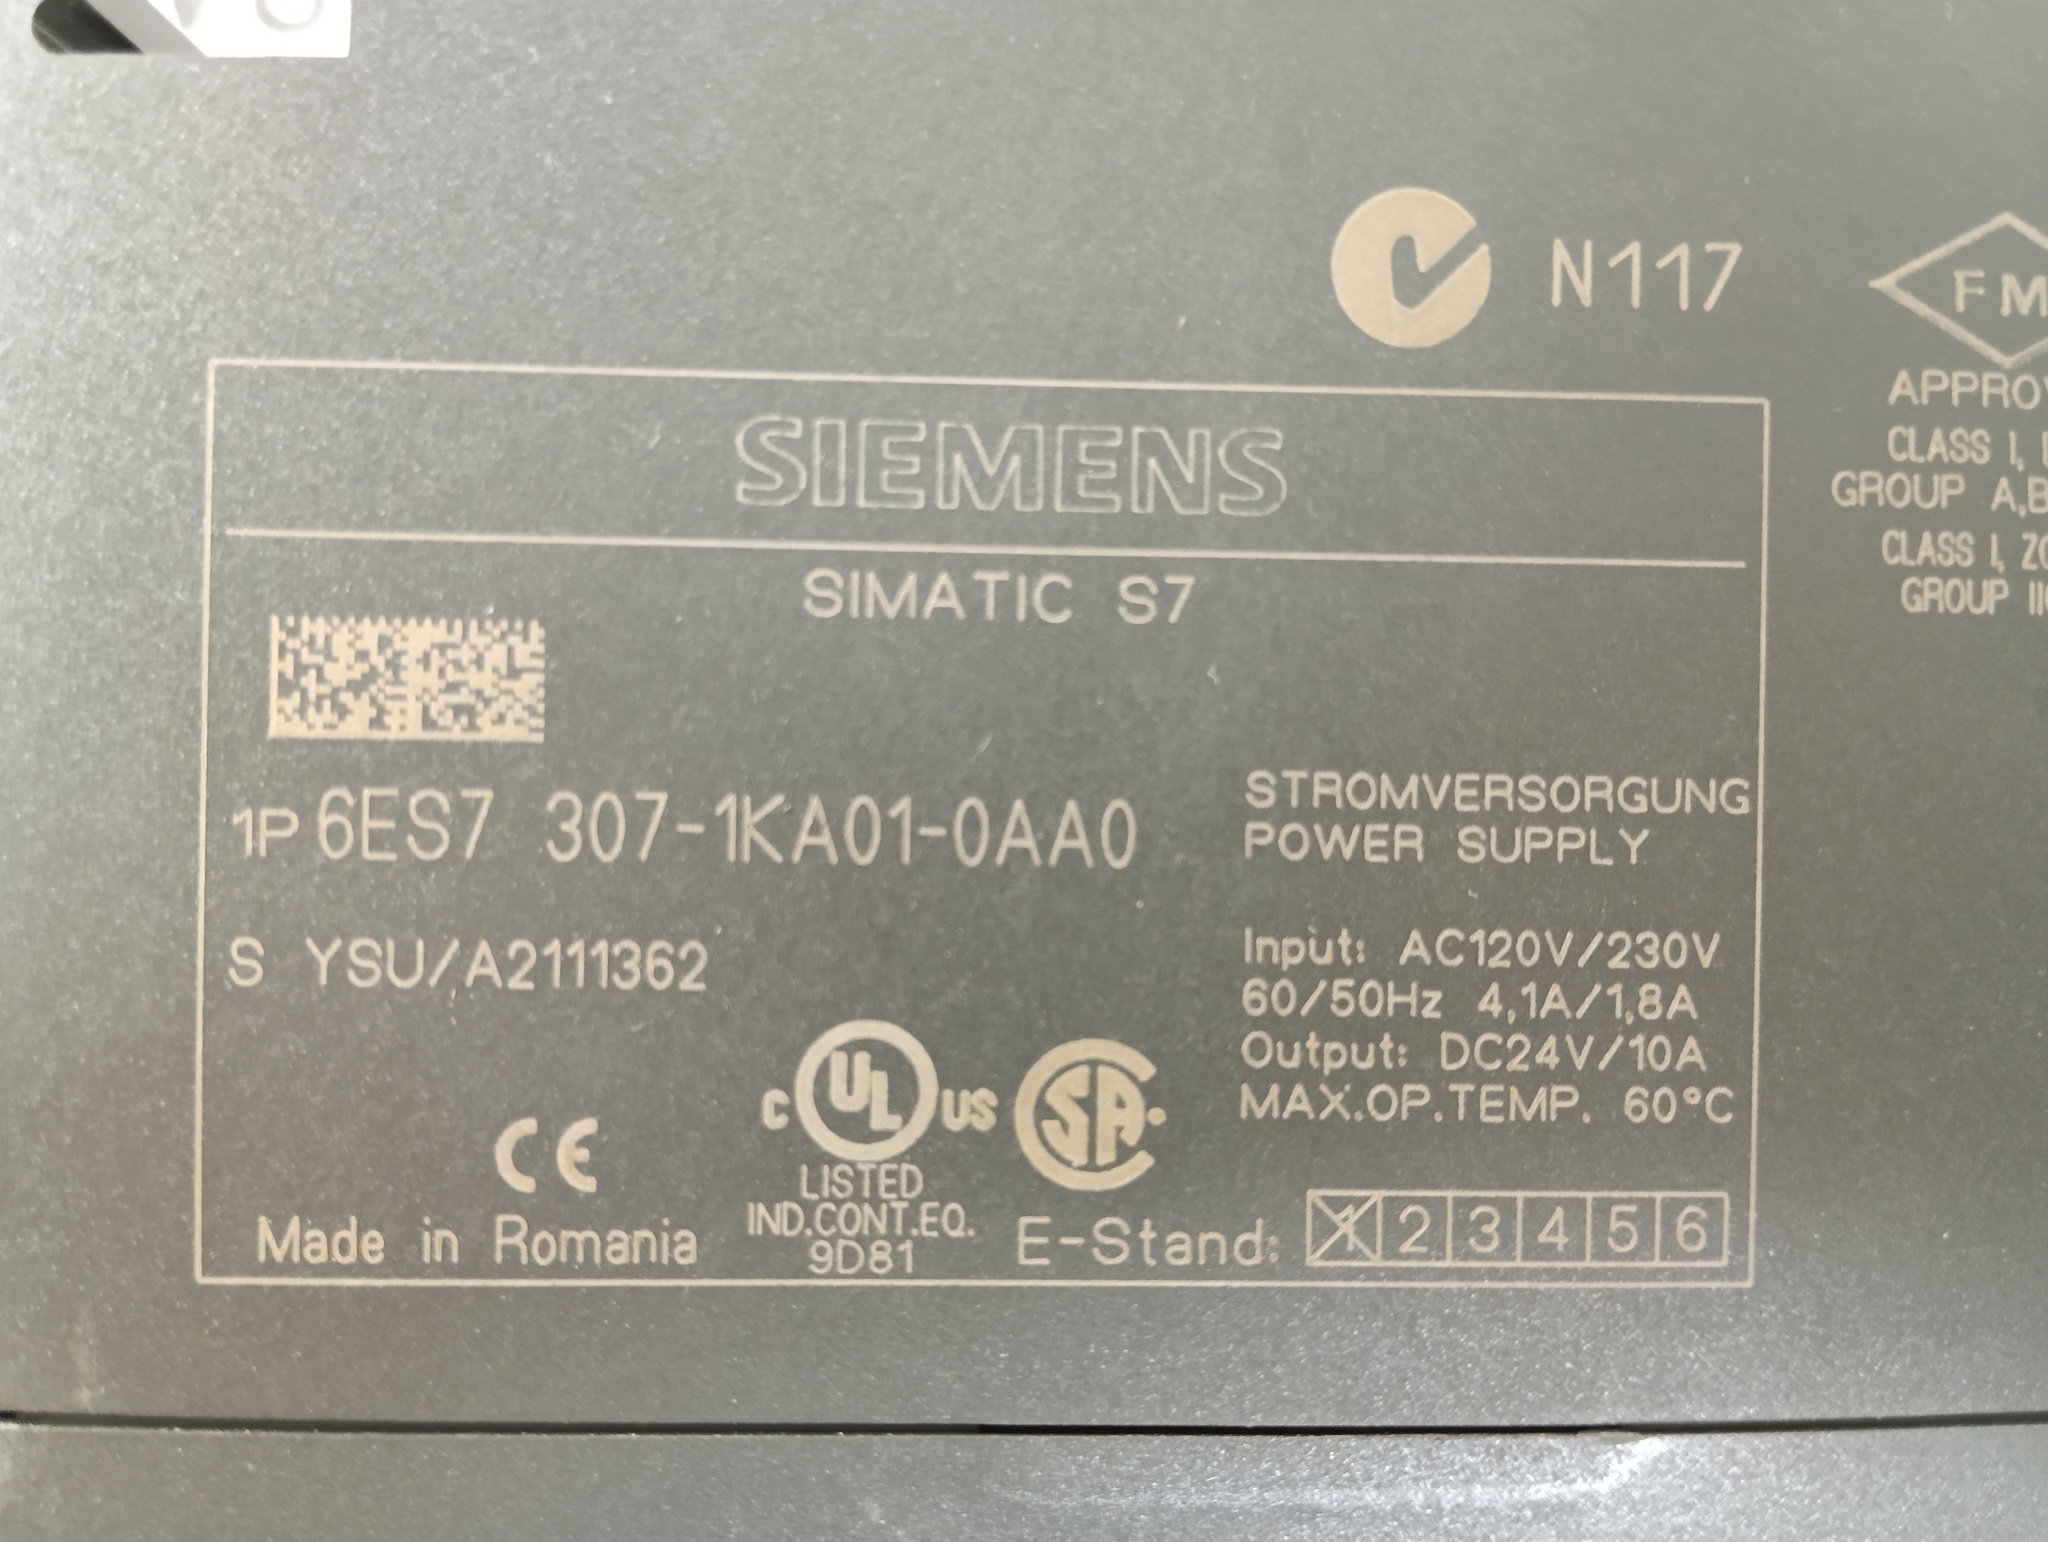 N117
FM
APPROV
CLASS I,
GROUP A,B
CLASS I, ZO
GROUP II
SIEMENS
SIMATIC S7
1P 6ES7 307-1KA01-0AA0
STROMVERSORGUNG
POWER SUPPLY
S YSU/A2111362
Input: AC120V/230V
60/50Hz 4,1A/1,8A
Output: DC24V/10A
MAX.OP.TEMP. 60°C
CE
C UL US
SA
LISTED
IND.CONT.EQ.
9D81
Made in Romania
E-Stand: 1 2 3 4 5 6